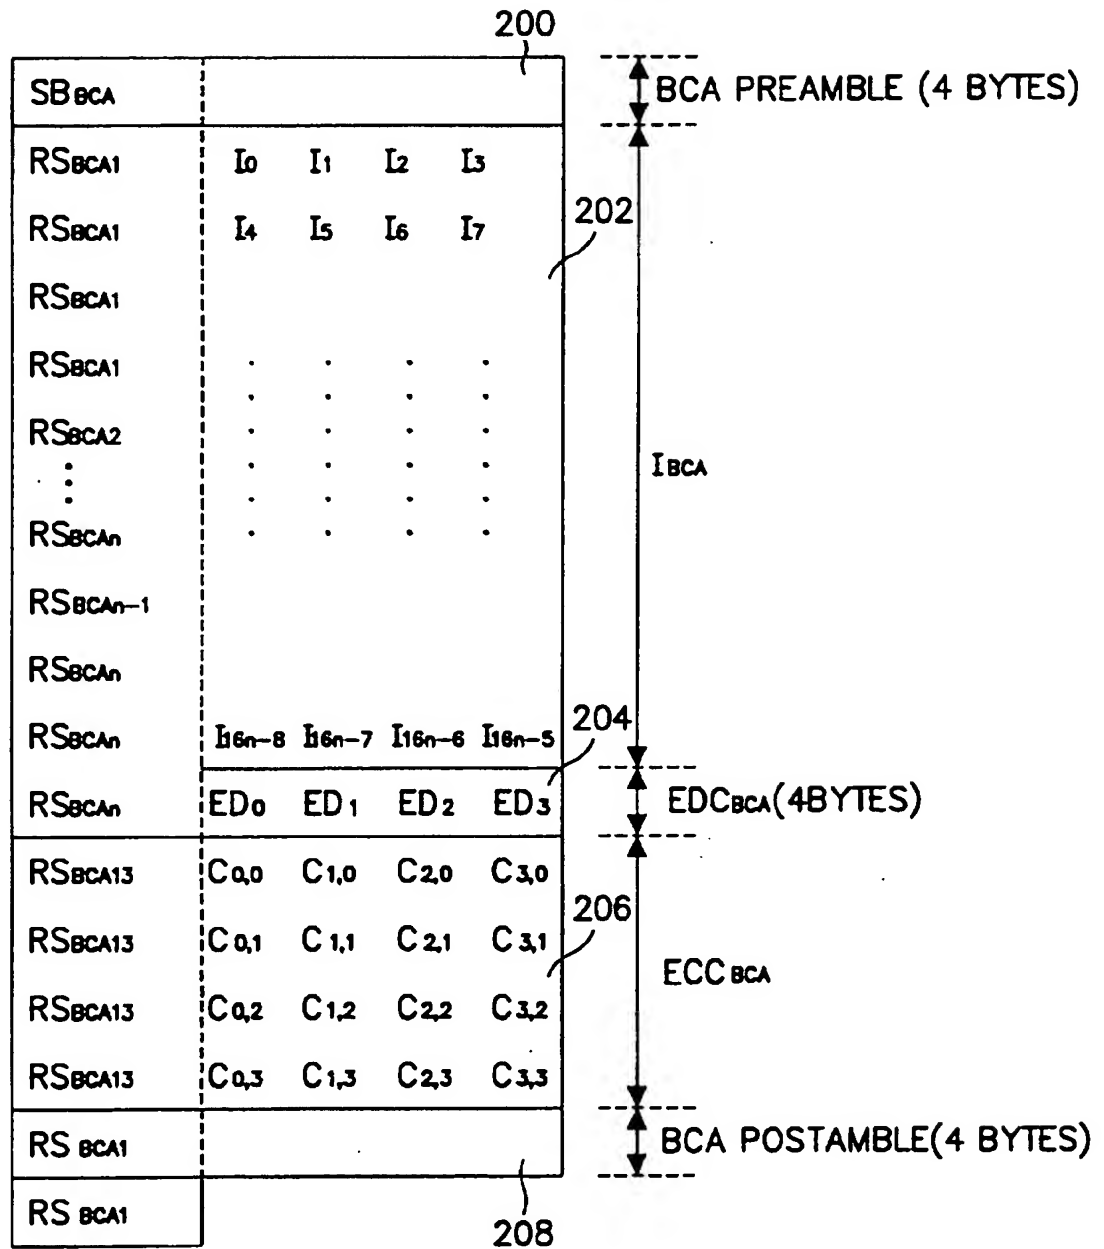 200
SBBCA BCA PREAMBLE (4 BYTES)
RSBCA1 I0 I1 I2 I3
202
RSBCA1 I4 I5 I6 I7
RSBCA1
RSBCA1 . . . .
. . . .
RSBCA2 . . . .
IBCA
: . . . .
. . . . .
RSBCAn . . . .
RSBCAn-1
RSBCAn
204
RSBCAn I16n-8 I16n-7 I16n-6 I16n-5
RSBCAn ED0 ED1 ED2 ED3 EDCBCA(4BYTES)
RSBCA13 C0,0 C1,0 C2,0 C3,0
206
RSBCA13 C0,1 C1,1 C2,1 C3,1
ECCBCA
RSBCA13 C0,2 C1,2 C2,2 C3,2
RSBCA13 C0,3 C1,3 C2,3 C3,3
RS BCA1 BCA POSTAMBLE(4 BYTES)
RS BCA1
208